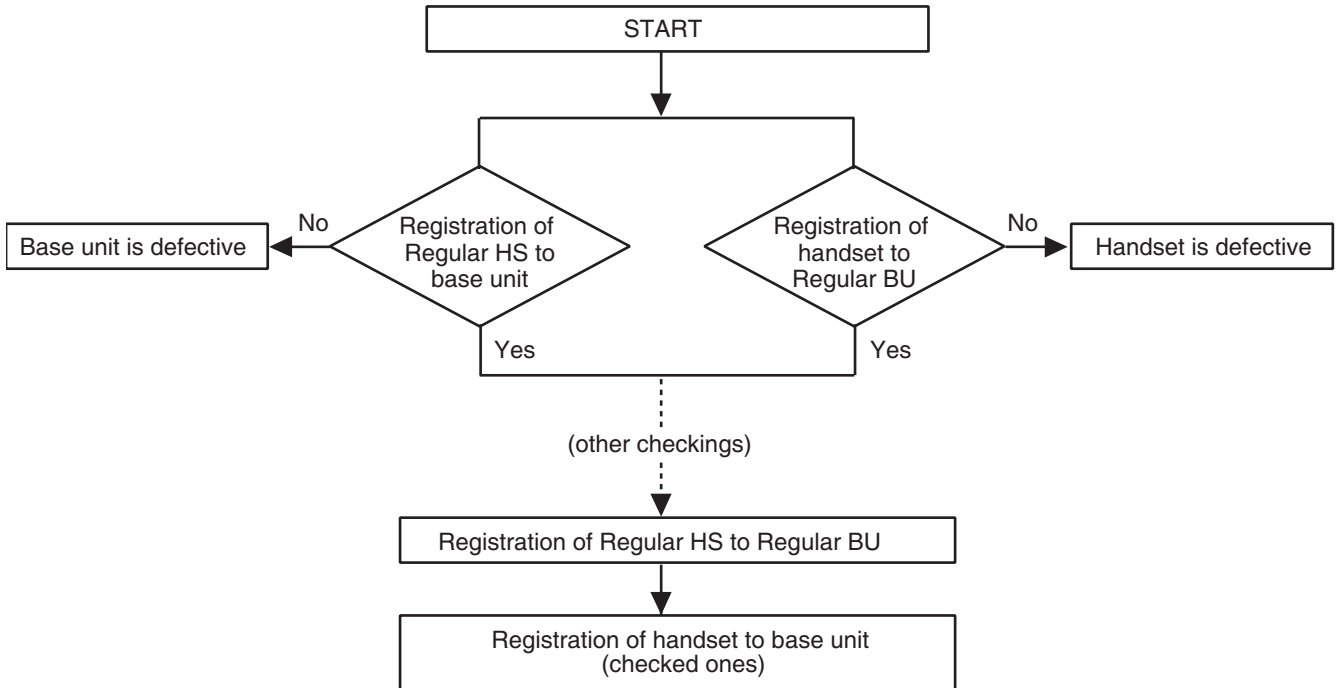 START
No
Registration of
Regular HS to
base unit
Base unit is defective
Registration of
handset to
Regular BU
No
Handset is defective
Yes
Yes
(other checkings)
Registration of Regular HS to Regular BU
Registration of handset to base unit
(checked ones)